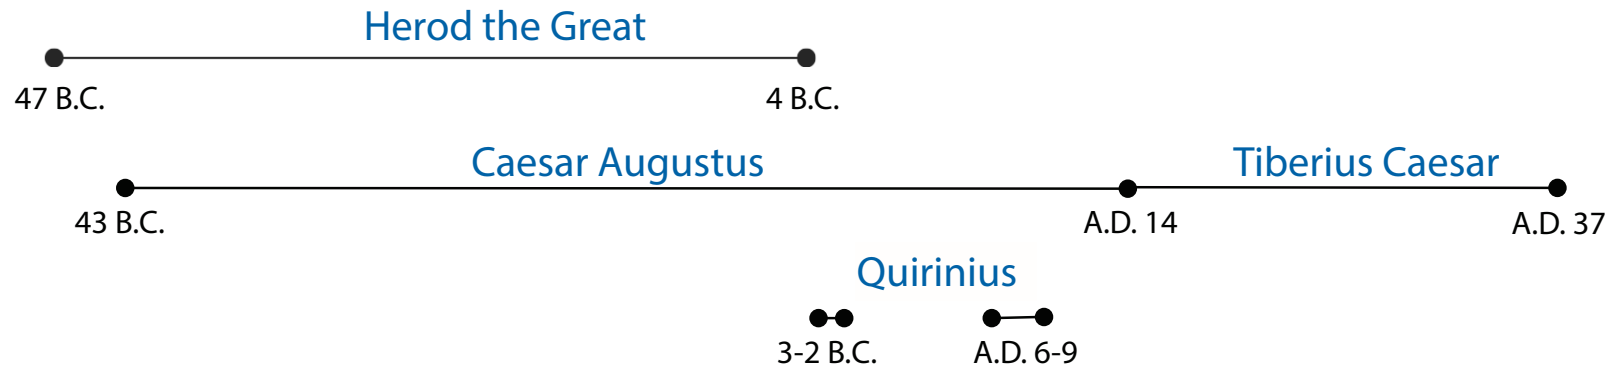 Herod the Great
47 B.C. 4 B.C.
Caesar Augustus Tiberius Caesar
43 B.C. A.D. 14 A.D. 37
Quirinius
3-2 B.C. A.D. 6-9